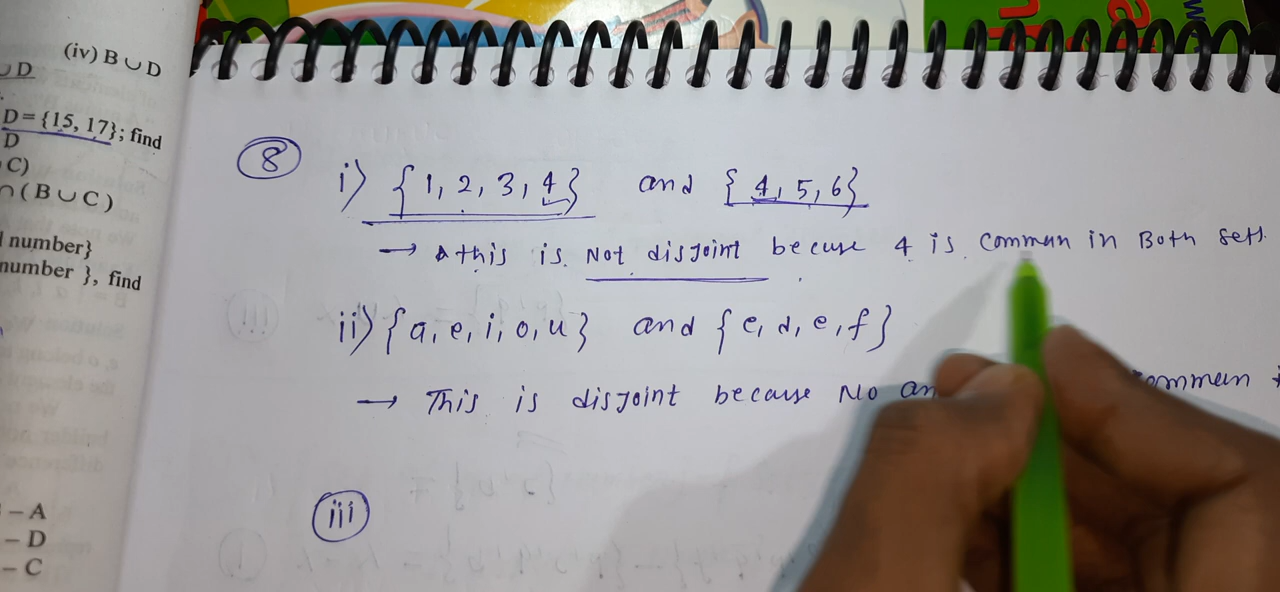 (iv) B ∪ D
∪ D
D = {15, 17}; find
D
C)
∩ ( B ∪ C )
number}
number }, find
– A
– D
– C
8
i) { 1, 2, 3, 4 } and { 4, 5, 6 }
→ this is Not disjoint becuse 4 is commun in Both sets
ii) { a, e, i, o, u } and { c, d, e, f }
→ This is disjoint because No an commen
iii